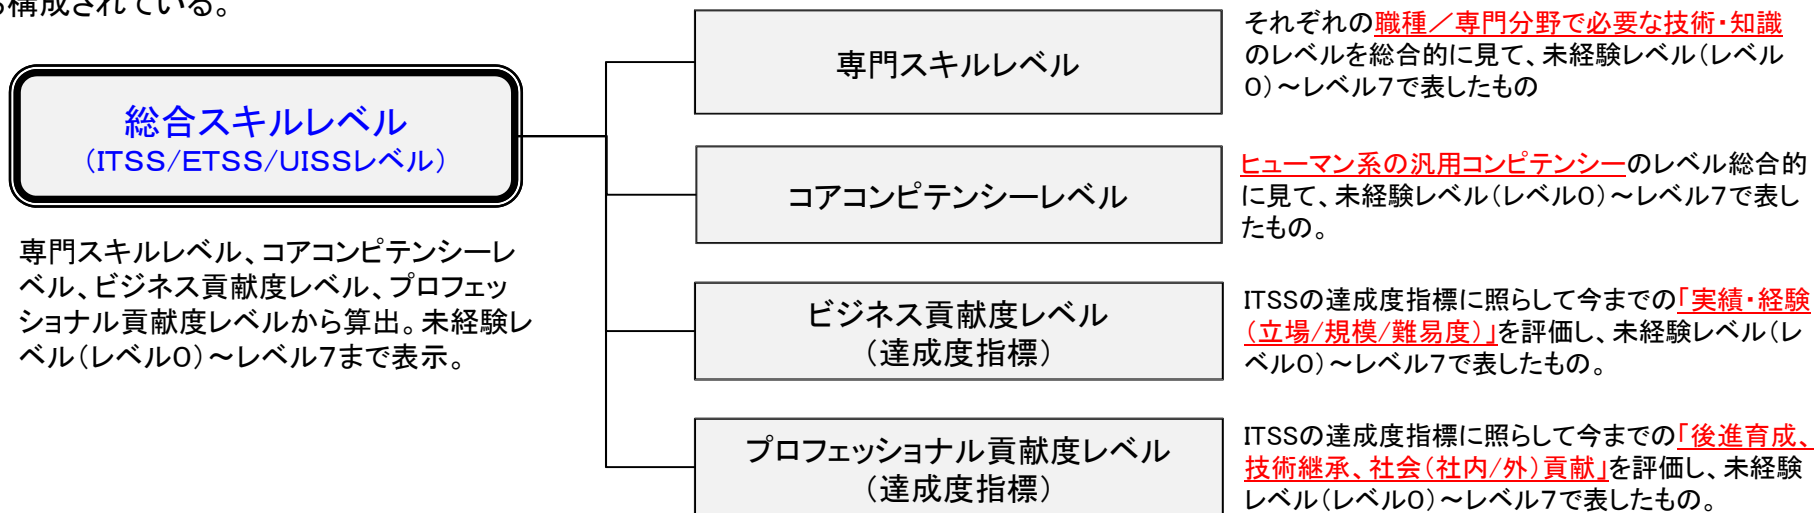 構成されている。
総合スキルレベル
（ITSS/ETSS/UISSレベル）
専門スキルレベル、コアコンピテンシーレ
ベル、ビジネス貢献度レベル、プロフェッ
ショナル貢献度レベルから算出。未経験レ
ベル（レベル０）～レベル７まで表示。
専門スキルレベル
それぞれの職種／専門分野で必要な技術・知識
のレベルを総合的に見て、未経験レベル（レベル
０）～レベル７で表したもの
コアコンピテンシーレベル
ヒューマン系の汎用コンピテンシーのレベル総合的
に見て、未経験レベル（レベル０）～レベル７で表し
たもの。
ビジネス貢献度レベル
（達成度指標）
ITSSの達成度指標に照らして今までの「実績・経験
（立場/規模/難易度）」を評価し、未経験レベル（レ
ベル０）～レベル７で表したもの。
プロフェッショナル貢献度レベル
（達成度指標）
ITSSの達成度指標に照らして今までの「後進育成、
技術継承、社会（社内/外）貢献」を評価し、未経験
レベル（レベル０）～レベル７で表したもの。